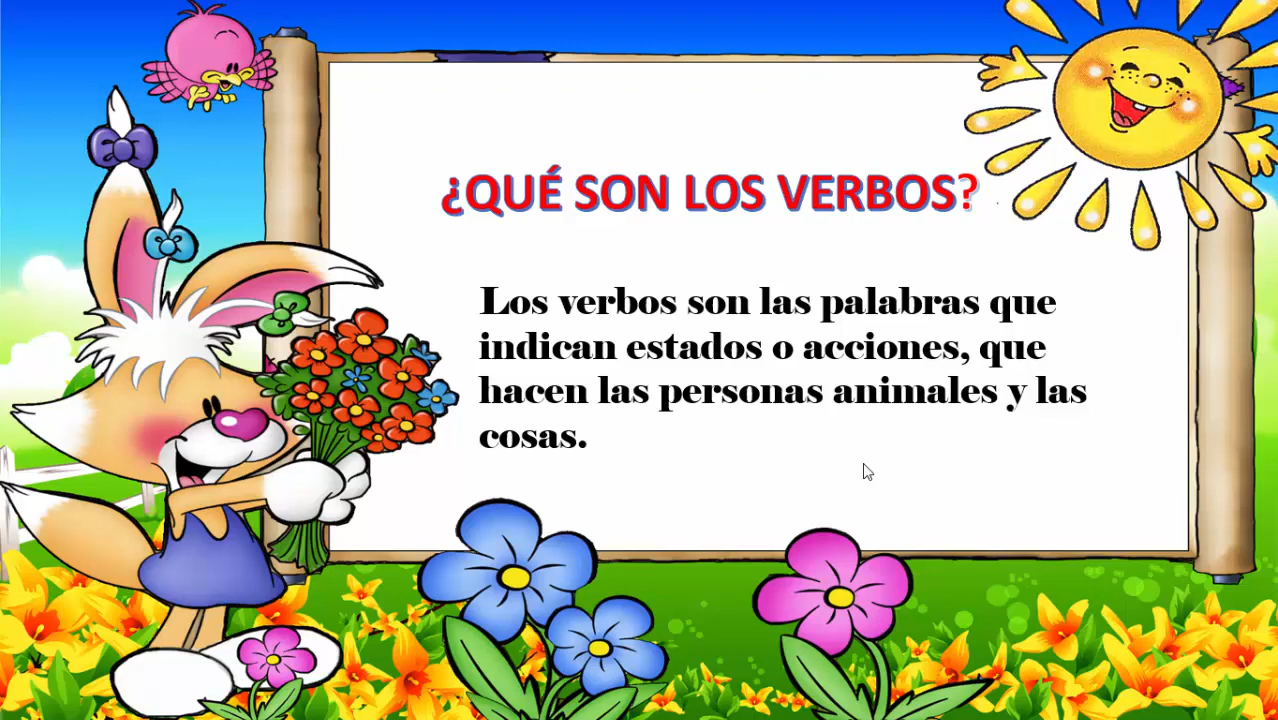 ¿QUÉ SON LOS VERBOS?
Los verbos son las palabras que
indican estados o acciones, que
hacen las personas animales y las
cosas.